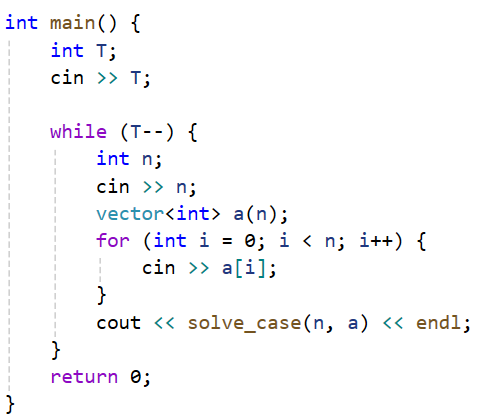 int main() {
    int T;
    cin >> T;

    while (T--) {
        int n;
        cin >> n;
        vector<int> a(n);
        for (int i = 0; i < n; i++) {
            cin >> a[i];
        }
        cout << solve_case(n, a) << endl;
    }
    return 0;
}